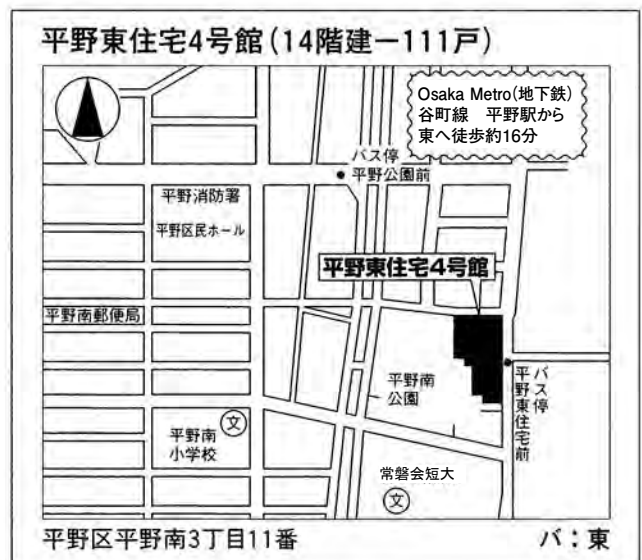 平野東住宅4号館(14階建ー111戸)
Osaka Metro(地下鉄)
谷町線　平野駅から
東へ徒歩約16分
バス停
平野公園前
平野消防署
平野区民ホール
平野東住宅4号館
平野南郵便局
平野南
公園
バス停
平野東住宅前
文
平野南
小学校
常磐会短大
文
平野区平野南3丁目11番
バ:東